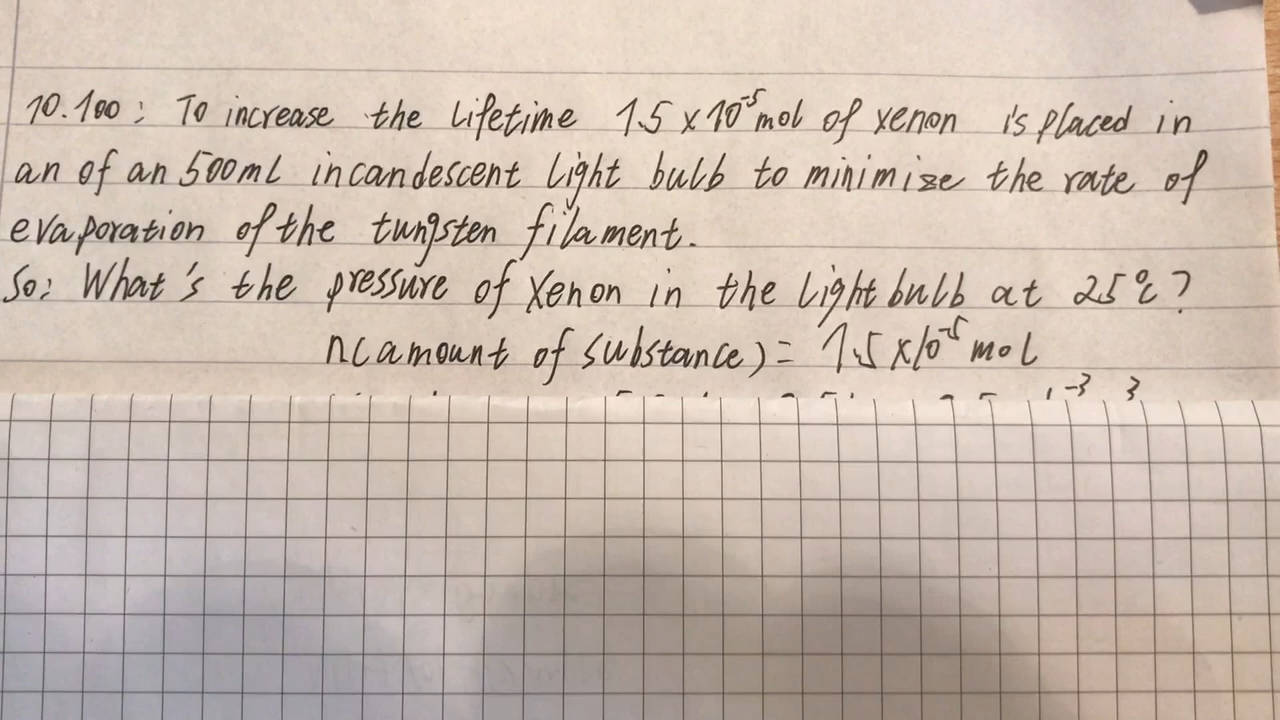 10.100: To increase the lifetime 1.5 x 10⁻⁵ mol of xenon is placed in
an of an 500ml incandescent light bulb to minimize the rate of
evaporation of the tungsten filament.
So: What's the pressure of Xenon in the light bulb at 25℃?
n(amount of substance) = 1.5 x 10⁻⁵ mol